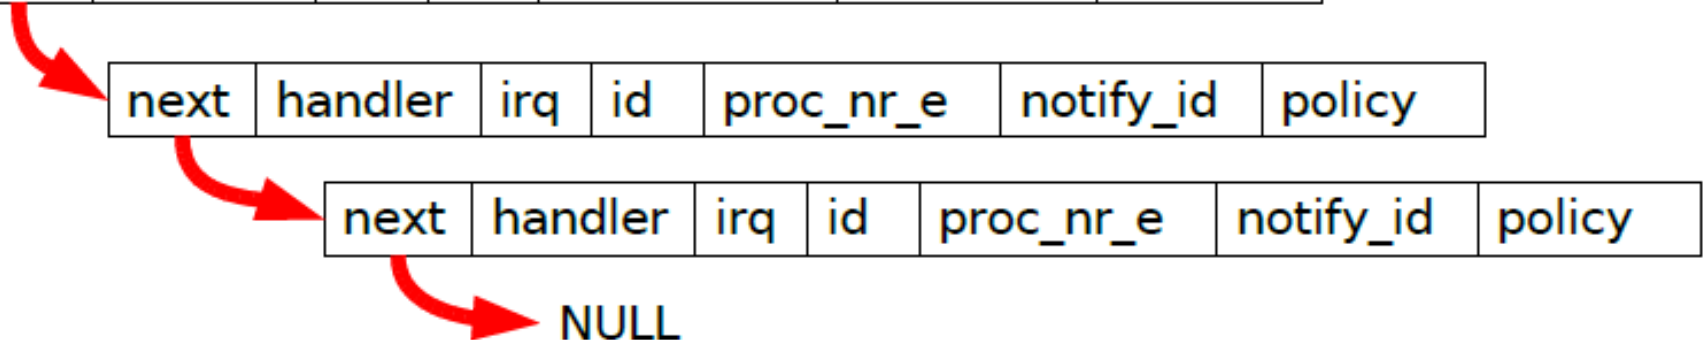 next handler irq id proc_nr_e notify_id policy
next handler irq id proc_nr_e notify_id policy
NULL